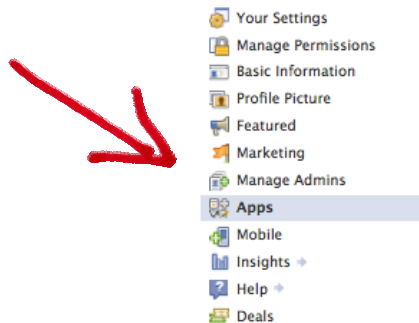 Your Settings
Manage Permissions
Basic Information
Profile Picture
Featured
Marketing
Manage Admins
Apps
Mobile
Insights
Help
Deals